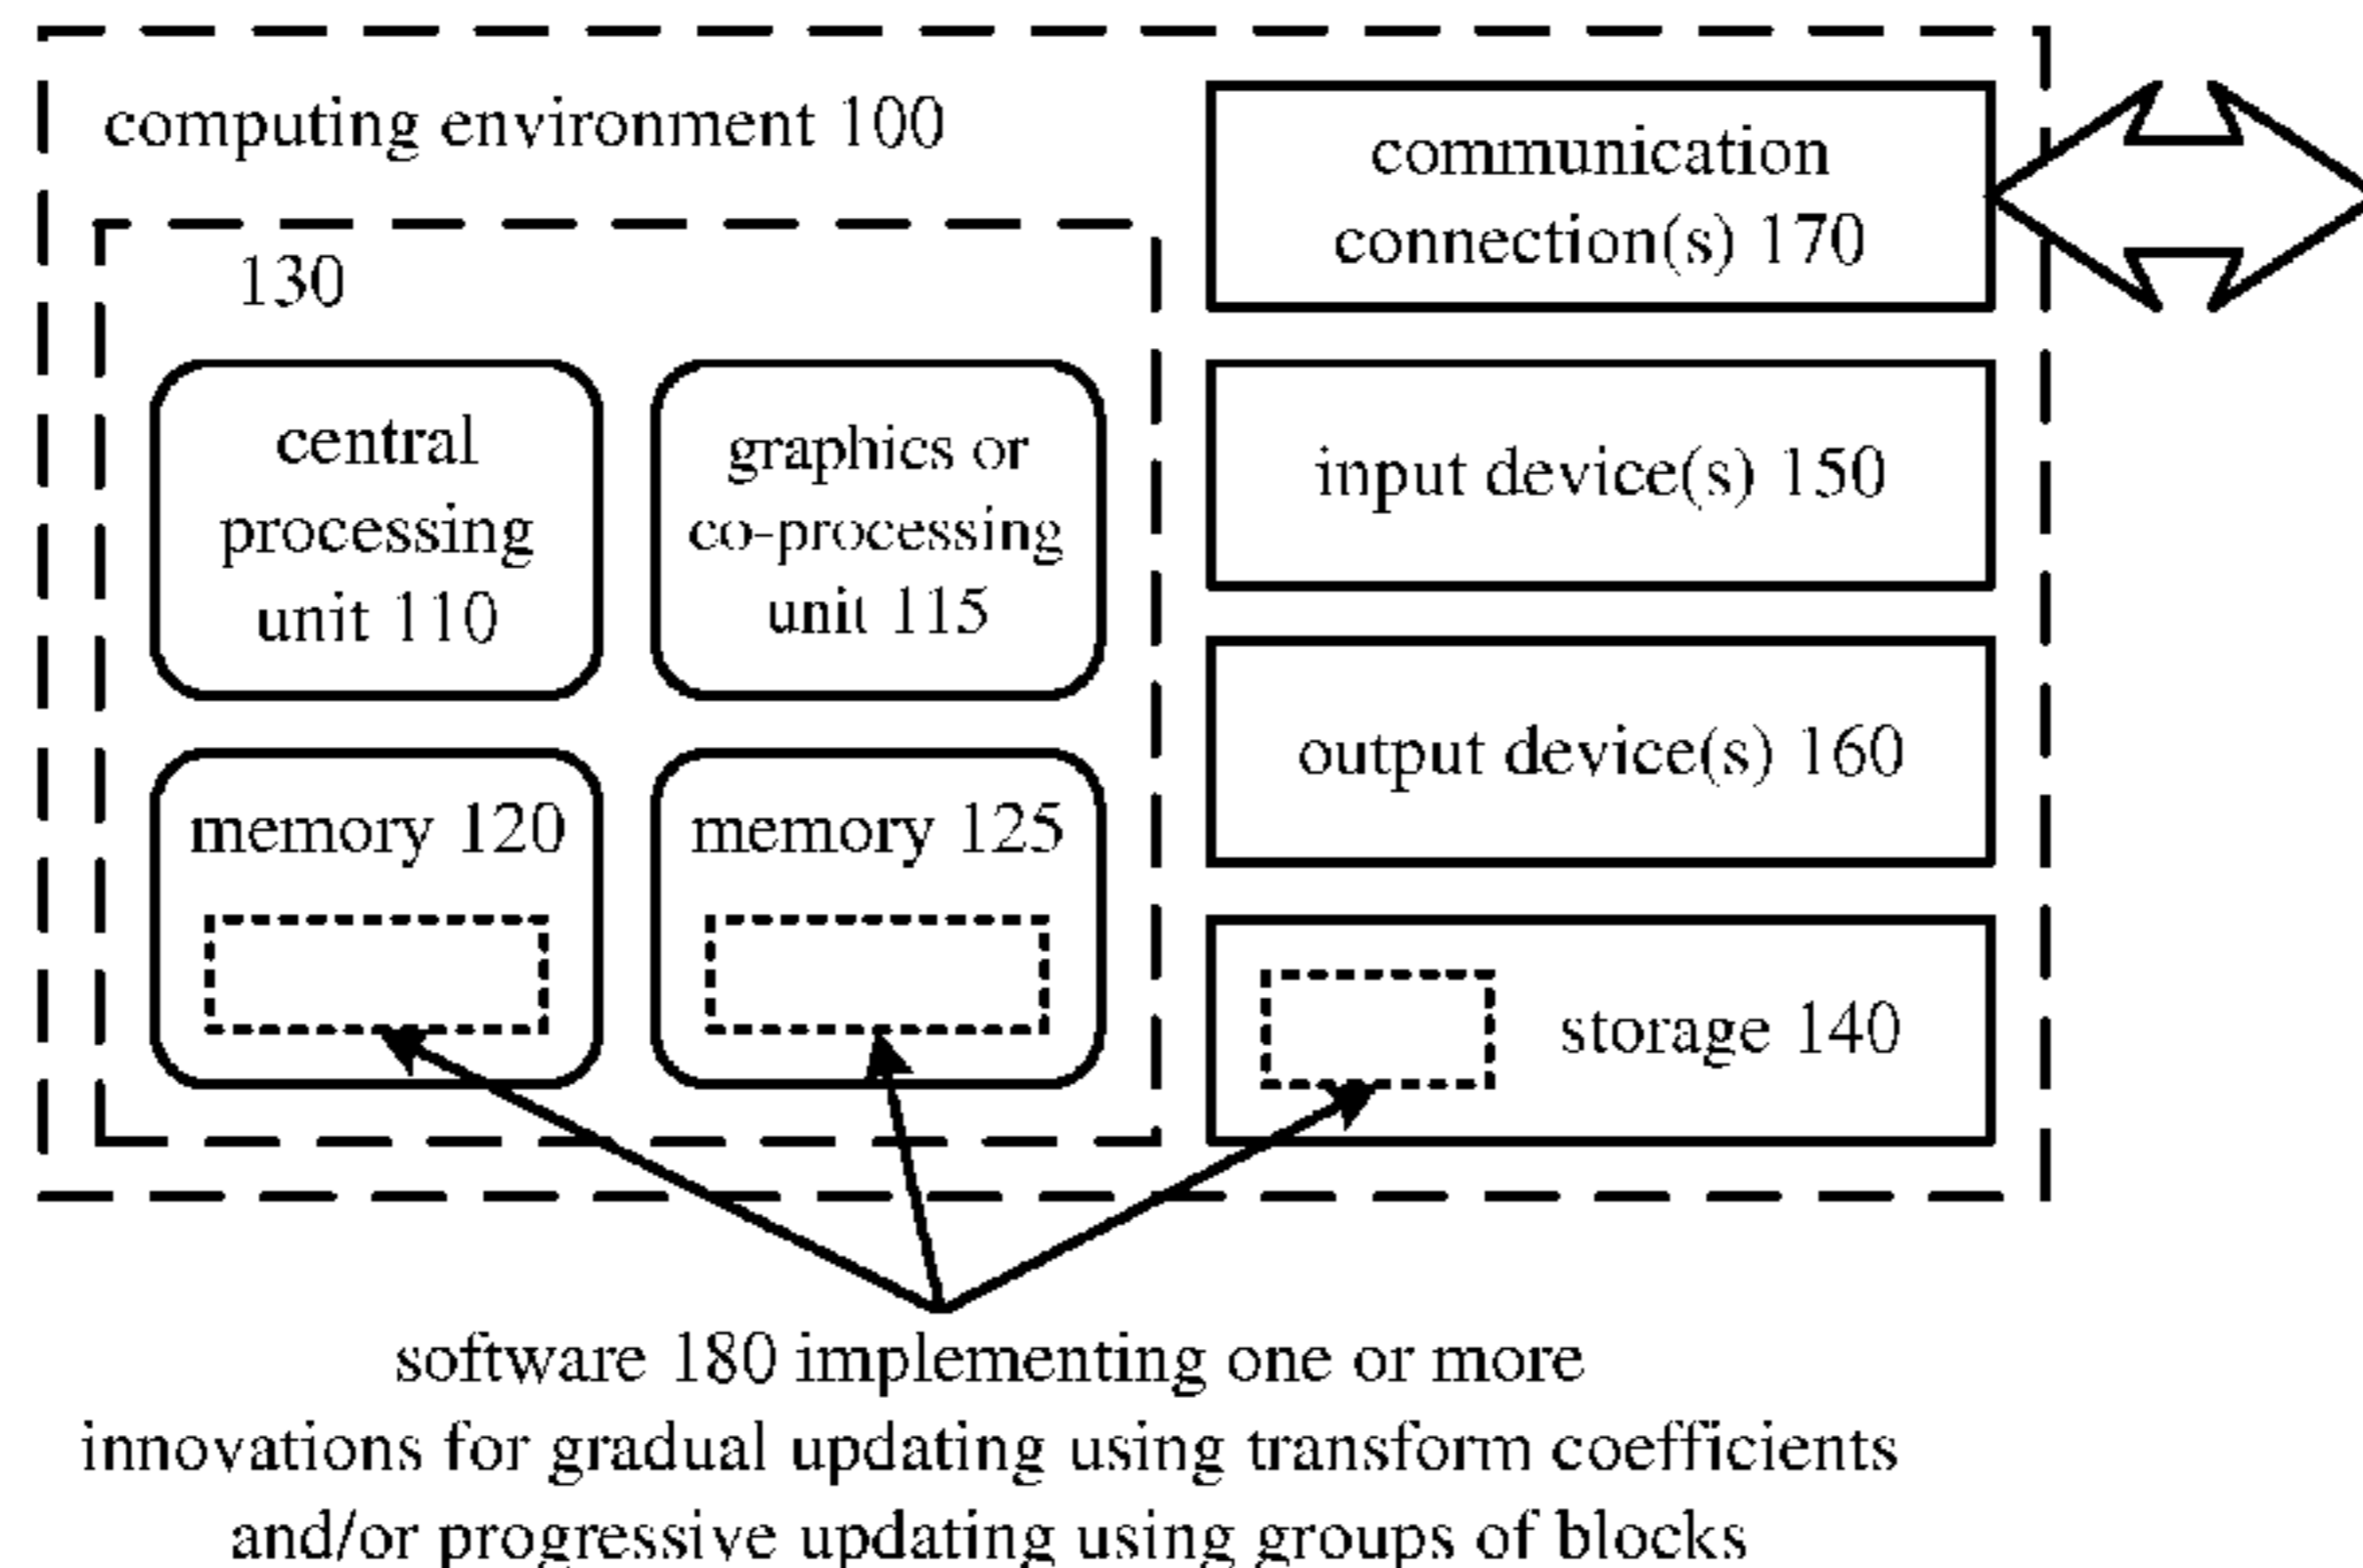 computing environment 100
130
central
processing
unit 110
graphics or
co-processing
unit 115
memory 120
memory 125
communication
connection(s) 170
input device(s) 150
output device(s) 160
storage 140
software 180 implementing one or more
innovations for gradual updating using transform coefficients
and/or progressive updating using groups of blocks